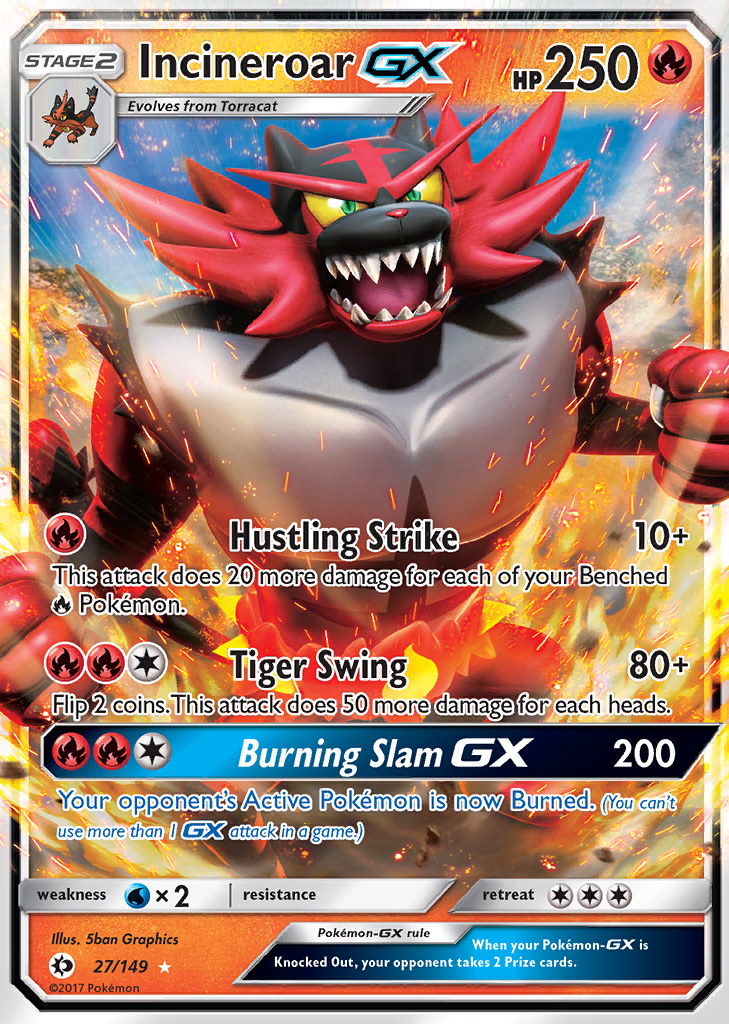 STAGE 2 Incineroar GX HP 250
Evolves from Torracat
Hustling Strike 10+
This attack does 20 more damage for each of your Benched
Pokémon.
Tiger Swing 80+
Flip 2 coins. This attack does 50 more damage for each heads.
Burning Slam GX 200
Your opponent's Active Pokémon is now Burned. (You can't
use more than 1 GX attack in a game.)
weakness ×2 resistance retreat
Illus. 5ban Graphics
Pokémon-GX rule
When your Pokémon-GX is
Knocked Out, your opponent takes 2 Prize cards.
27/149
©2017 Pokémon